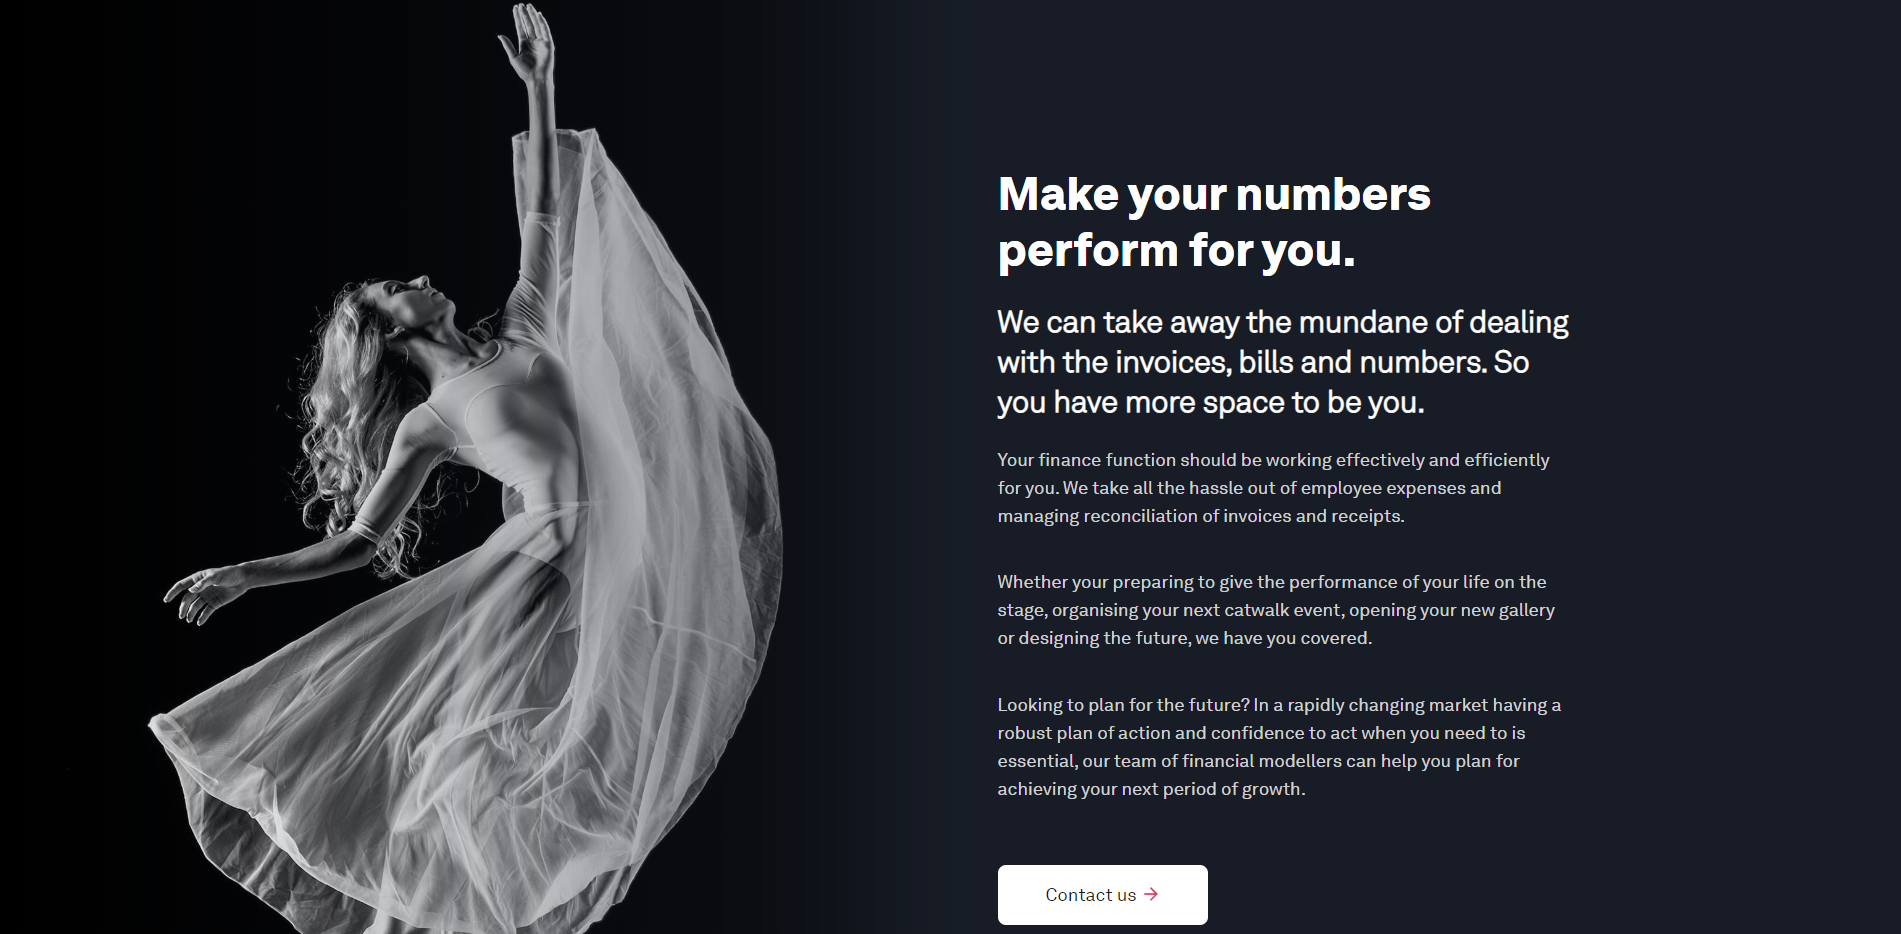 Make your numbers
perform for you.
We can take away the mundane of dealing
with the invoices, bills and numbers. So
you have more space to be you.
Your finance function should be working effectively and efficiently
for you. We take all the hassle out of employee expenses and
managing reconciliation of invoices and receipts.
Whether your preparing to give the performance of your life on the
stage, organising your next catwalk event, opening your new gallery
or designing the future, we have you covered.
Looking to plan for the future? In a rapidly changing market having a
robust plan of action and confidence to act when you need to is
essential, our team of financial modellers can help you plan for
achieving your next period of growth.
Contact us →